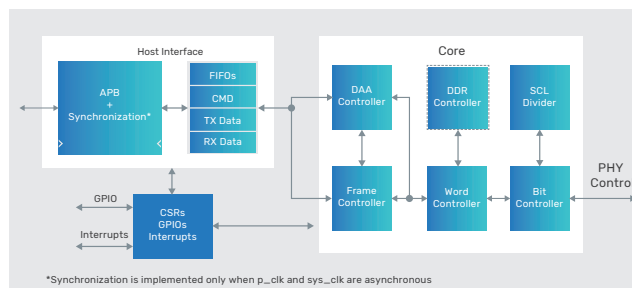 Host Interface
Core
APB
+
Synchronization*
FIFOs
CMD
TX Data
RX Data
DAA
Controller
DDR
Controller
SCL
Divider
Frame
Controller
Word
Controller
Bit
Controller
PHY
Contro
GPIO
Interrupts
CSRs
GPIOs
Interrupts
*Synchronization is implemented only when p_clk and sys_clk are asynchronous